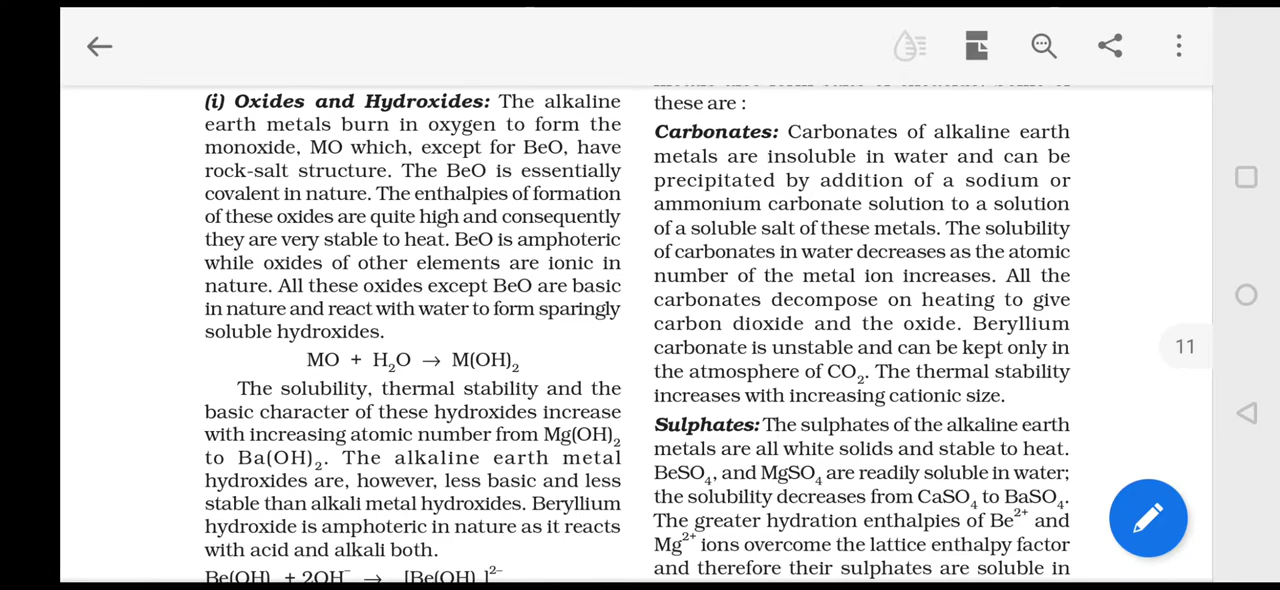 (i) Oxides and Hydroxides: The alkaline
earth metals burn in oxygen to form the
monoxide, MO which, except for BeO, have
rock-salt structure. The BeO is essentially
covalent in nature. The enthalpies of formation
of these oxides are quite high and consequently
they are very stable to heat. BeO is amphoteric
while oxides of other elements are ionic in
nature. All these oxides except BeO are basic
in nature and react with water to form sparingly
soluble hydroxides.
MO + H₂O → M(OH)₂
The solubility, thermal stability and the
basic character of these hydroxides increase
with increasing atomic number from Mg(OH)₂
to Ba(OH)₂. The alkaline earth metal
hydroxides are, however, less basic and less
stable than alkali metal hydroxides. Beryllium
hydroxide is amphoteric in nature as it reacts
with acid and alkali both.
Be(OH) + 2OH⁻ → [Be(OH) ]²⁻
these are :
Carbonates: Carbonates of alkaline earth
metals are insoluble in water and can be
precipitated by addition of a sodium or
ammonium carbonate solution to a solution
of a soluble salt of these metals. The solubility
of carbonates in water decreases as the atomic
number of the metal ion increases. All the
carbonates decompose on heating to give
carbon dioxide and the oxide. Beryllium
carbonate is unstable and can be kept only in
the atmosphere of CO₂. The thermal stability
increases with increasing cationic size.
Sulphates: The sulphates of the alkaline earth
metals are all white solids and stable to heat.
BeSO₄, and MgSO₄ are readily soluble in water;
the solubility decreases from CaSO₄ to BaSO₄.
The greater hydration enthalpies of Be²⁺ and
Mg²⁺ ions overcome the lattice enthalpy factor
and therefore their sulphates are soluble in
11